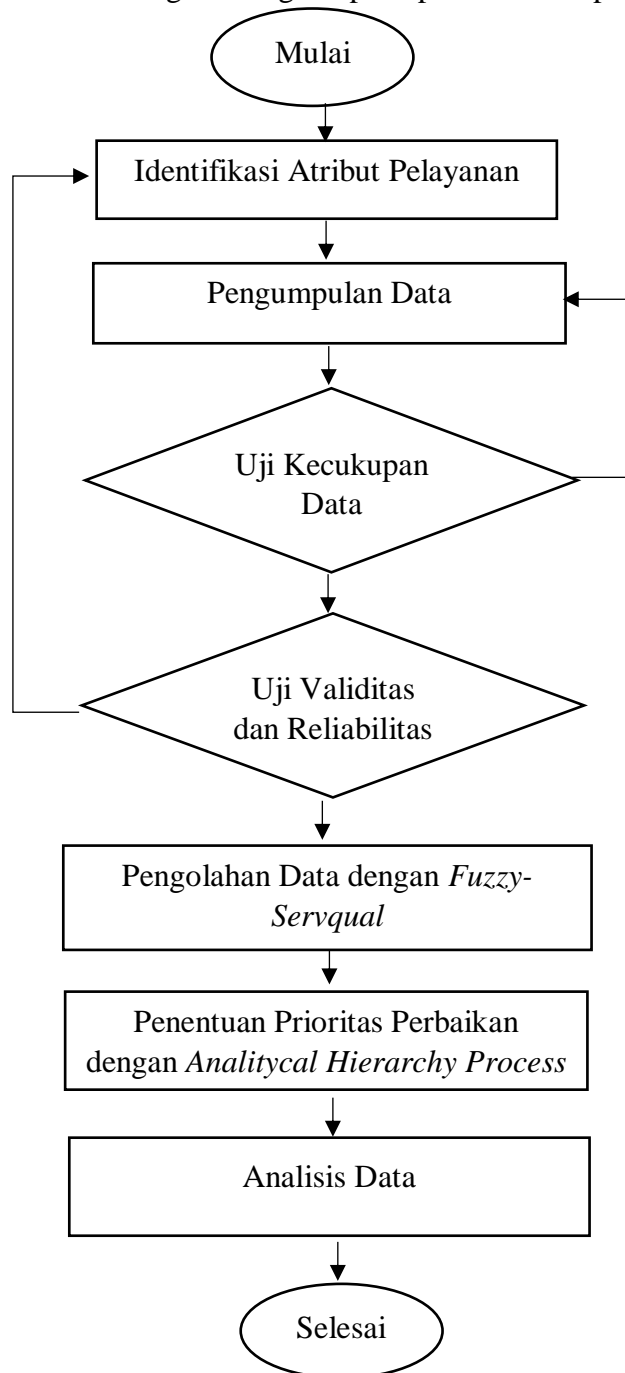 Mulai
Identifikasi Atribut Pelayanan
Pengumpulan Data
Uji Kecukupan
Data
Uji Validitas
dan Reliabilitas
Pengolahan Data dengan Fuzzy-
Servqual
Penentuan Prioritas Perbaikan
dengan Analitycal Hierarchy Process
Analisis Data
Selesai